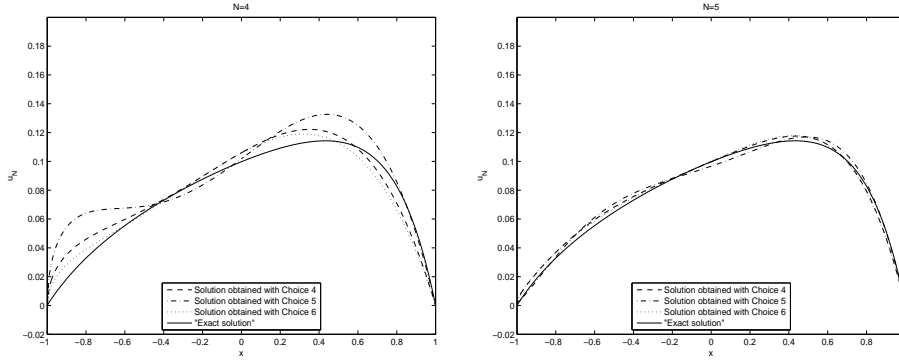 N=4
0.18
0.16
0.14
0.12
0.1
0.08
0.06
0.04
0.02
0
−0.02
u_N
−1 −0.8 −0.6 −0.4 −0.2 0 0.2 0.4 0.6 0.8 1
x
Solution obtained with Choice 4
Solution obtained with Choice 5
Solution obtained with Choice 6
"Exact solution"
N=5
0.18
0.16
0.14
0.12
0.1
0.08
0.06
0.04
0.02
0
−0.02
u_N
−1 −0.8 −0.6 −0.4 −0.2 0 0.2 0.4 0.6 0.8
x
Solution obtained with Choice 4
Solution obtained with Choice 5
Solution obtained with Choice 6
"Exact solution"